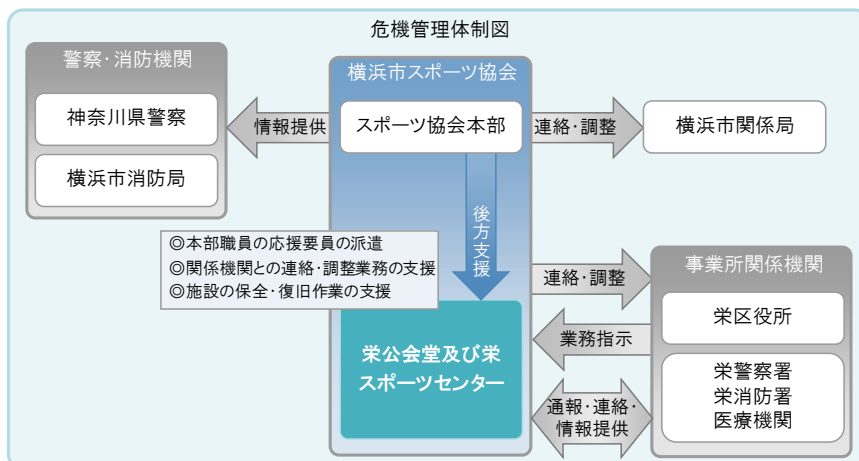 危機管理体制図
警察・消防機関
神奈川県警察
横浜市消防局
情報提供
横浜市スポーツ協会
スポーツ協会本部
連絡・調整
横浜市関係局
後方支援
◎本部職員の応援要員の派遣
◎関係機関との連絡・調整業務の支援
◎施設の保全・復旧作業の支援
栄公会堂及び栄
スポーツセンター
連絡・調整
業務指示
通報・連絡・
情報提供
事業所関係機関
栄区役所
栄警察署
栄消防署
医療機関